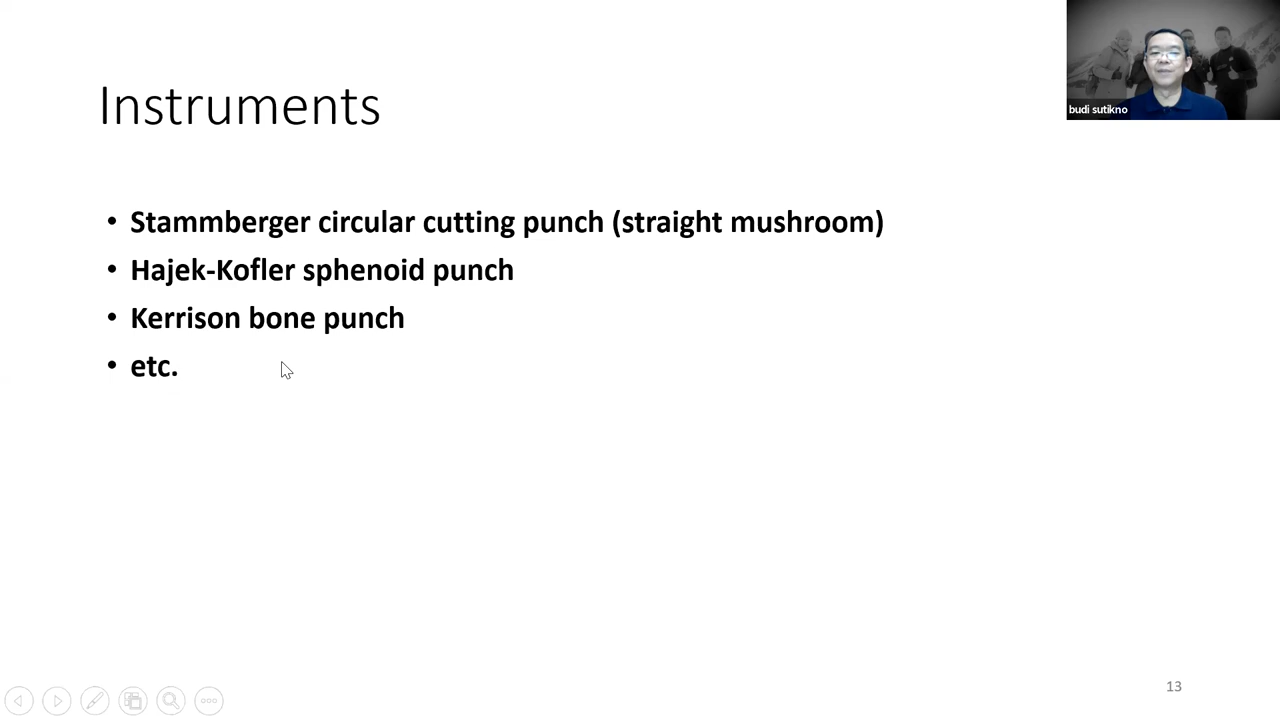 budi sutikno
Instruments
• Stammberger circular cutting punch (straight mushroom)
• Hajek-Kofler sphenoid punch
• Kerrison bone punch
• etc.
13